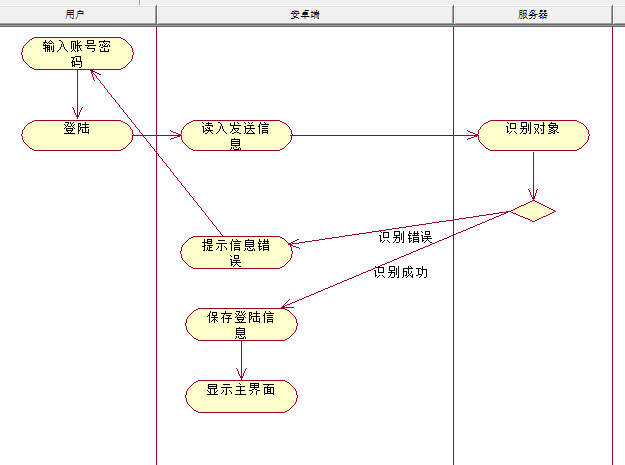 用户
安卓端
服务器
输入账号密
码
登陆
读入发送信
息
识别对象
识别错误
提示信息错
误
识别成功
保存登陆信
息
显示主界面